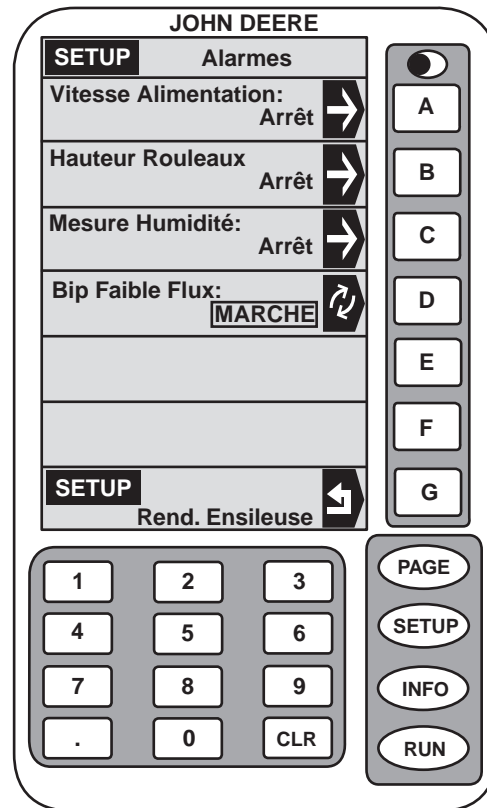 JOHN DEERE
SETUP Alarmes
Vitesse Alimentation:
Arrêt
A
Hauteur Rouleaux
Arrêt
B
Mesure Humidité:
Arrêt
C
Bip Faible Flux:
MARCHE
D
E
F
SETUP
Rend. Ensileuse
G
1 2 3
4 5 6
7 8 9
. 0 CLR
PAGE
SETUP
INFO
RUN